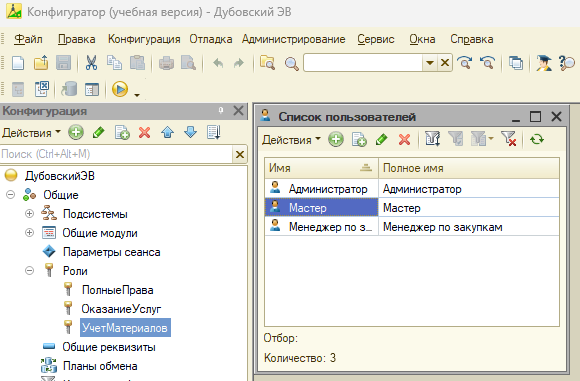 Конфигуратор (учебная версия) - Дубовский ЭВ
Файл Правка Конфигурация Отладка Администрирование Сервис Окна Справка
Конфигурация
Действия
Поиск (Ctrl+Alt+M)
ДубовскийЭВ
Общие
Подсистемы
Общие модули
Параметры сеанса
Роли
ПолныеПрава
ОказаниеУслуг
УчетМатериалов
Общие реквизиты
Планы обмена
Список пользователей
Действия
Имя Полное имя
Администратор Администратор
Мастер Мастер
Менеджер по з... Менеджер по закупкам
Отбор:
Количество: 3